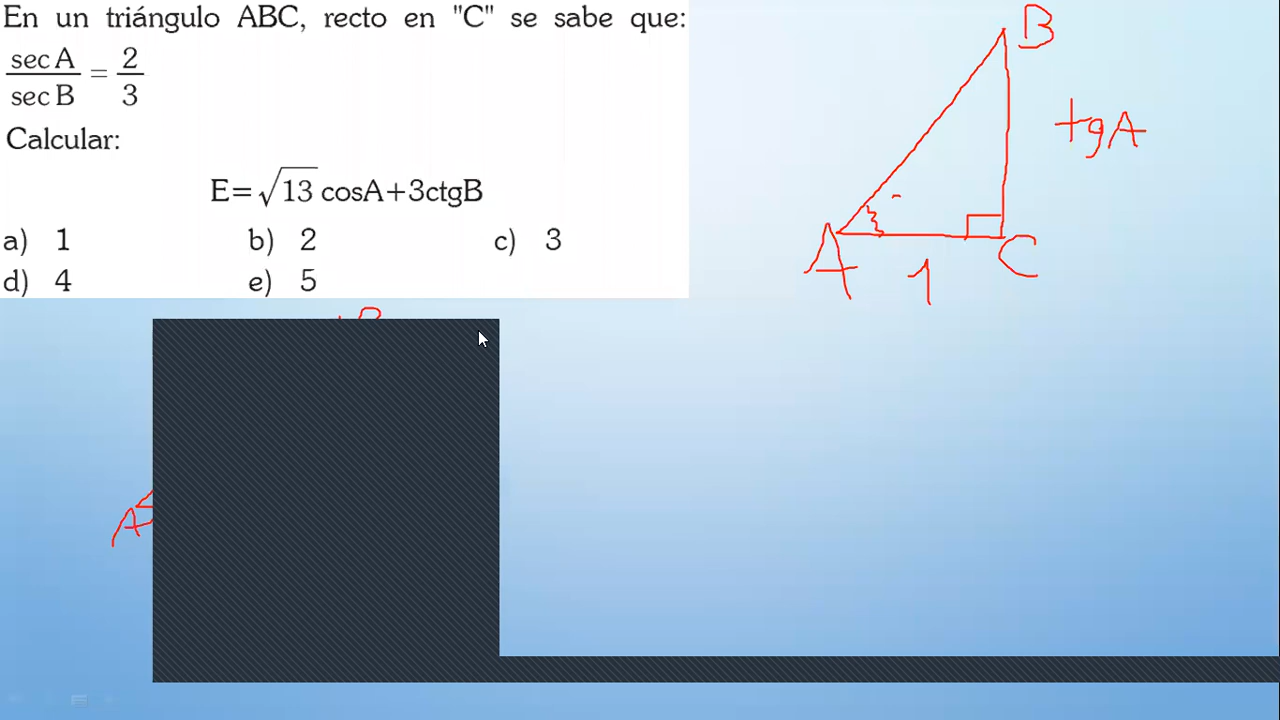 En un triángulo ABC, recto en "C" se sabe que:
sec A / sec B = 2 / 3
Calcular:
E=√13 cosA+3ctgB
a) 1 b) 2 c) 3
d) 4 e) 5
B
tgA
A
C
1
A